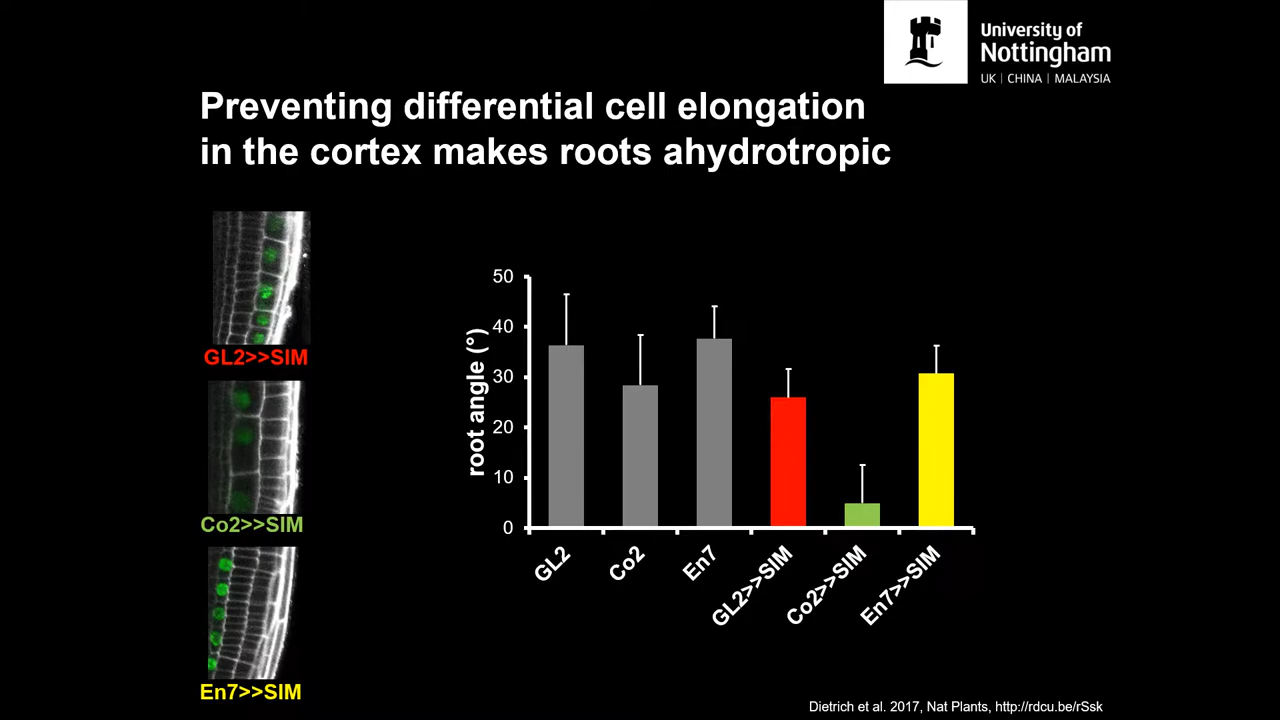 University of
Nottingham
UK | CHINA | MALAYSIA
Preventing differential cell elongation
in the cortex makes roots ahydrotropic
GL2>>SIM
Co2>>SIM
En7>>SIM
root angle (°)
50
40
30
20
10
0
GL2
Co2
En7
GL2>>SIM
Co2>>SIM
En7>>SIM
Dietrich et al. 2017, Nat Plants, http://rdcu.be/rSsk